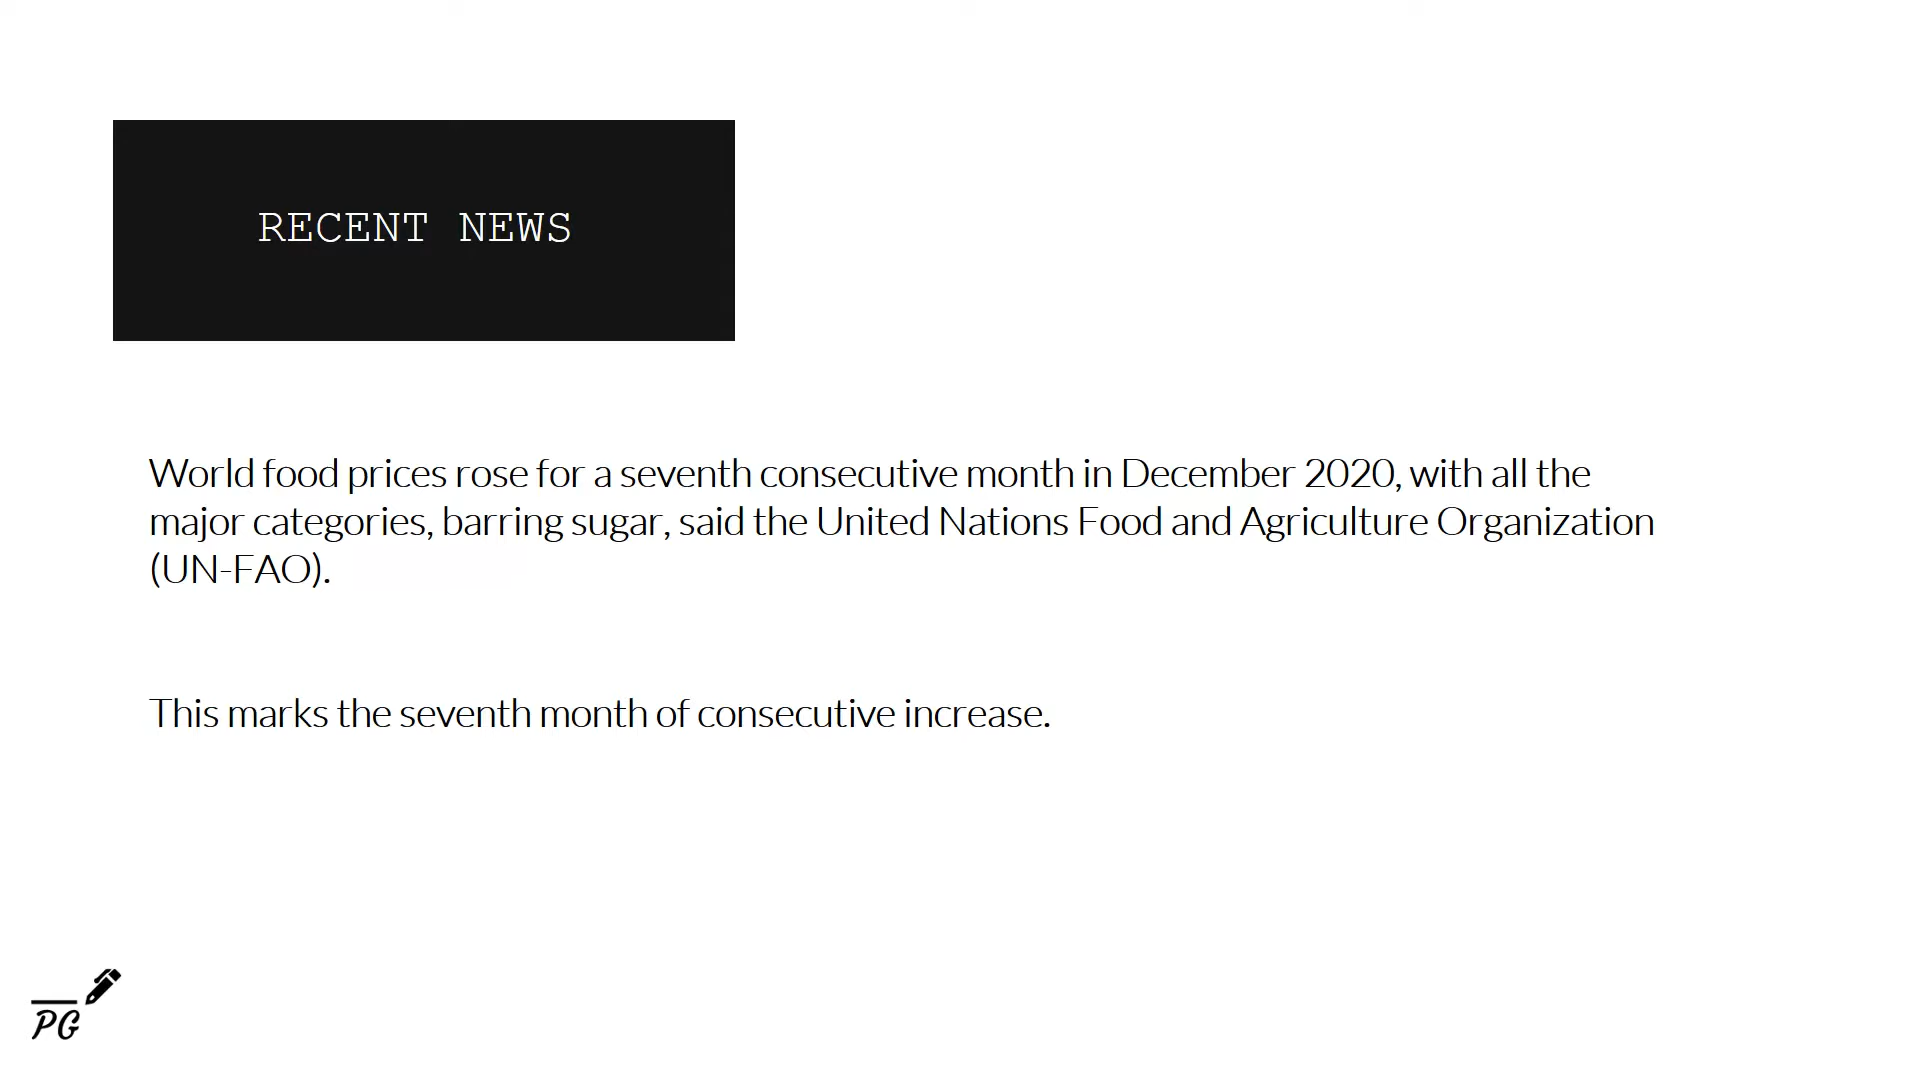 RECENT NEWS
World food prices rose for a seventh consecutive month in December 2020, with all the
major categories, barring sugar, said the United Nations Food and Agriculture Organization
(UN-FAO).
This marks the seventh month of consecutive increase.
PG